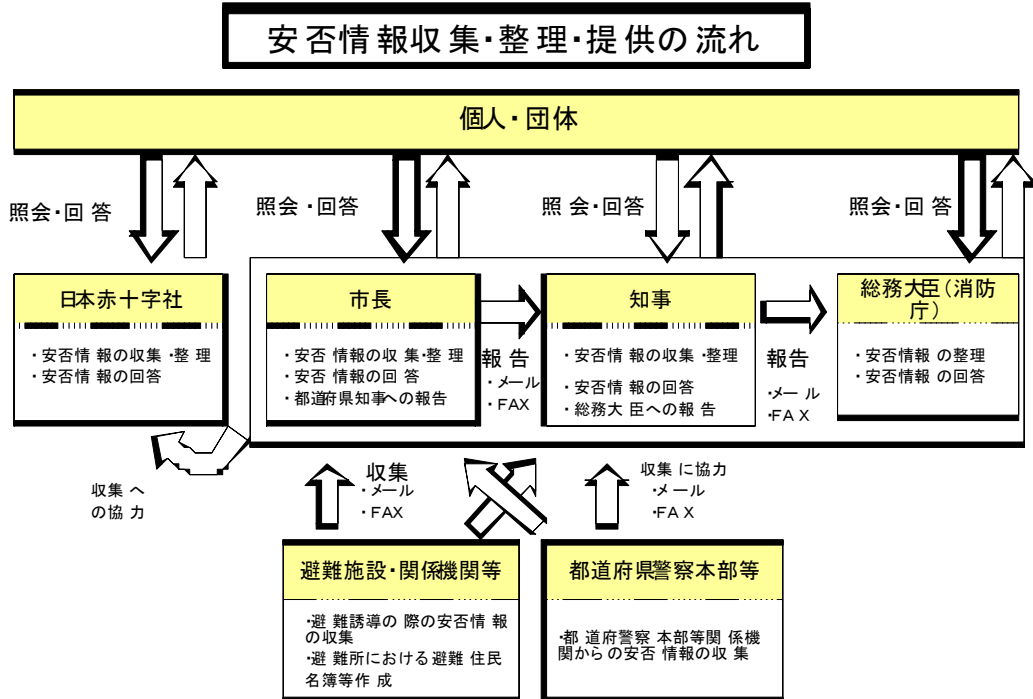 安否情報収集・整理・提供の流れ
個人・団体
照会・回答
照会・回答
照会・回答
照会・回答
日本赤十字社
・安否情報の収集・整理
・安否情報の回答
市長
・安否情報の収集・整理
・安否情報の回答
・都道府県知事への報告
報告
・メール
・FAX
知事
・安否情報の収集・整理
・安否情報の回答
・総務大臣への報告
報告
・メール
・FAX
総務大臣(消防
庁)
・安否情報の整理
・安否情報の回答
収集へ
の協力
収集
・メール
・FAX
収集に協力
・メール
・FAX
避難施設・関係機関等
・避難誘導の際の安否情報
の収集
・避難所における避難住民
名簿等作成
都道府県警察本部等
・都道府警察本部等関係機
関からの安否情報の収集